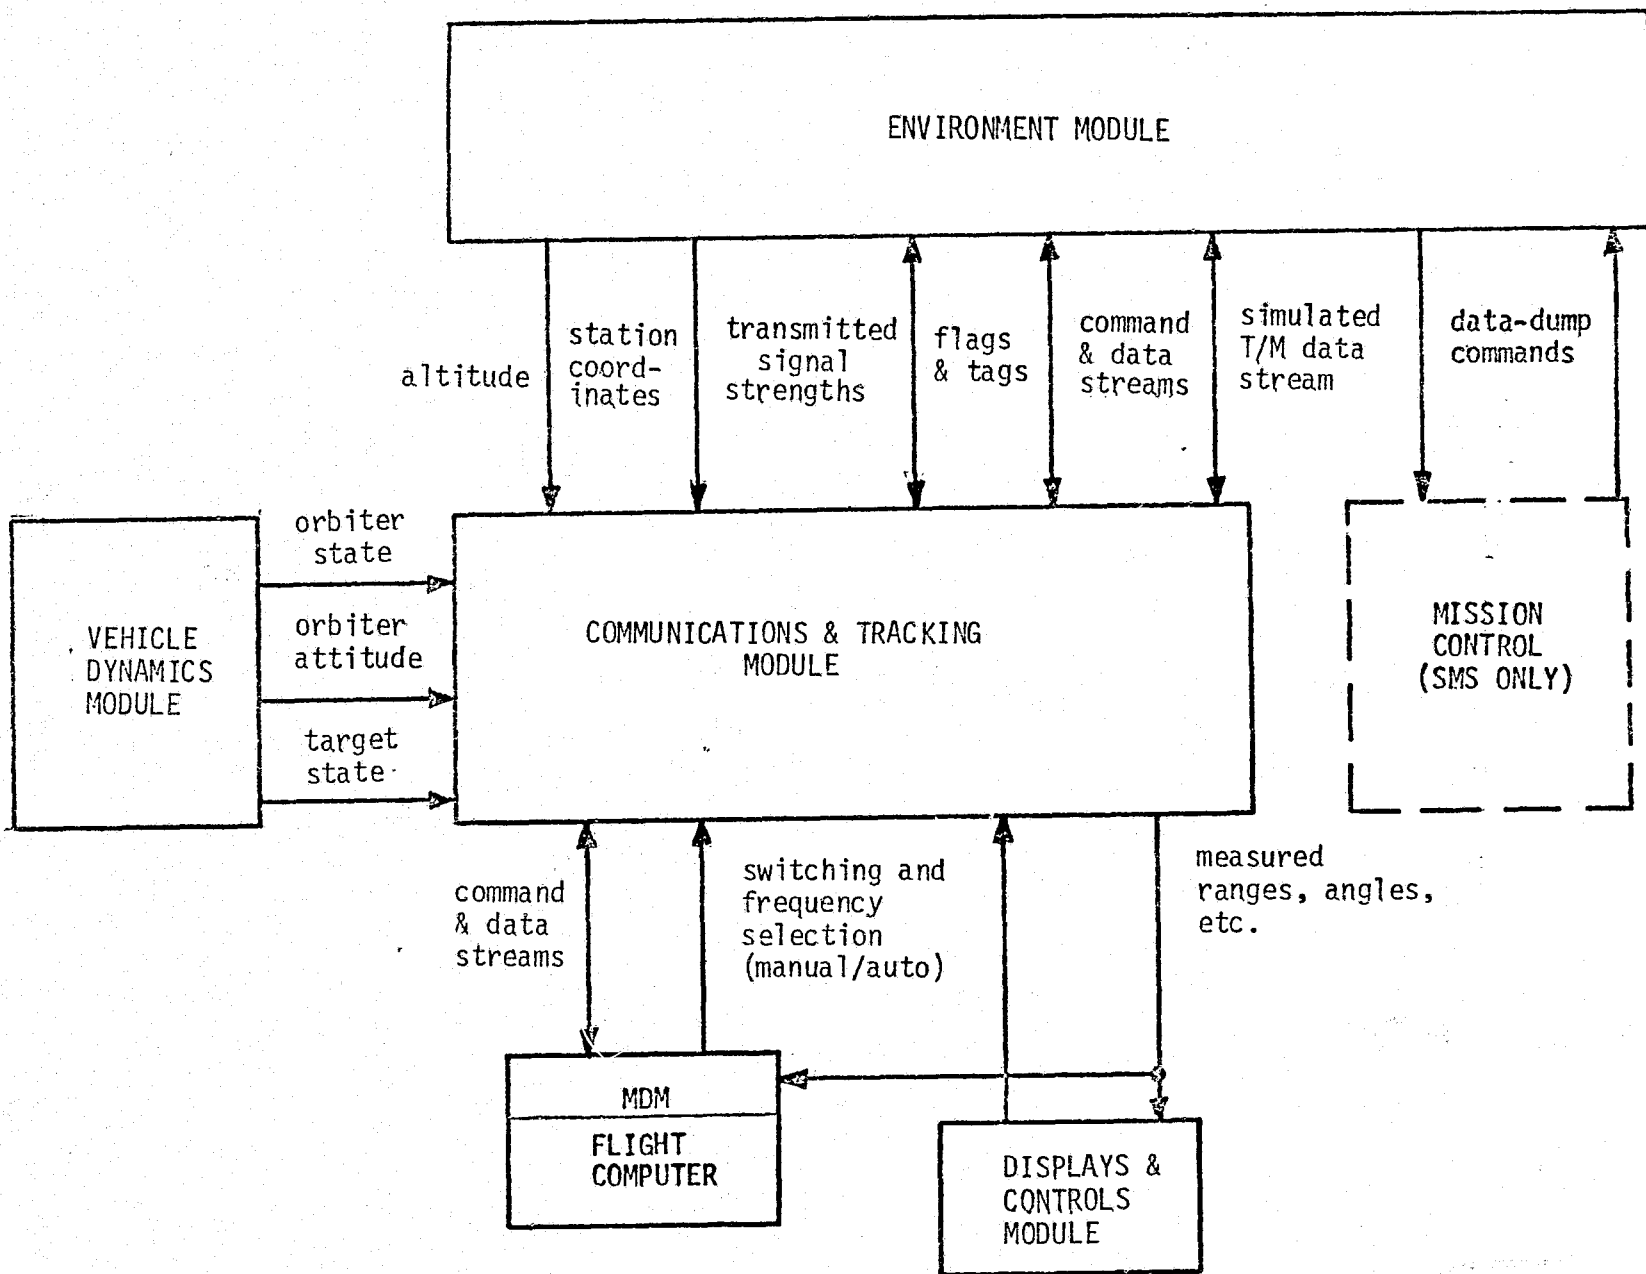 ENVIRONMENT MODULE
altitude
station
coord-
inates
transmitted
signal
strengths
flags
& tags
command
& data
streams
simulated
T/M data
stream
data-dump
commands
orbiter
state
orbiter
attitude
target
state
VEHICLE
DYNAMICS
MODULE
COMMUNICATIONS & TRACKING
MODULE
MISSION
CONTROL
(SMS ONLY)
command
& data
streams
switching and
frequency
selection
(manual/auto)
measured
ranges, angles,
etc.
MDM
FLIGHT
COMPUTER
DISPLAYS &
CONTROLS
MODULE